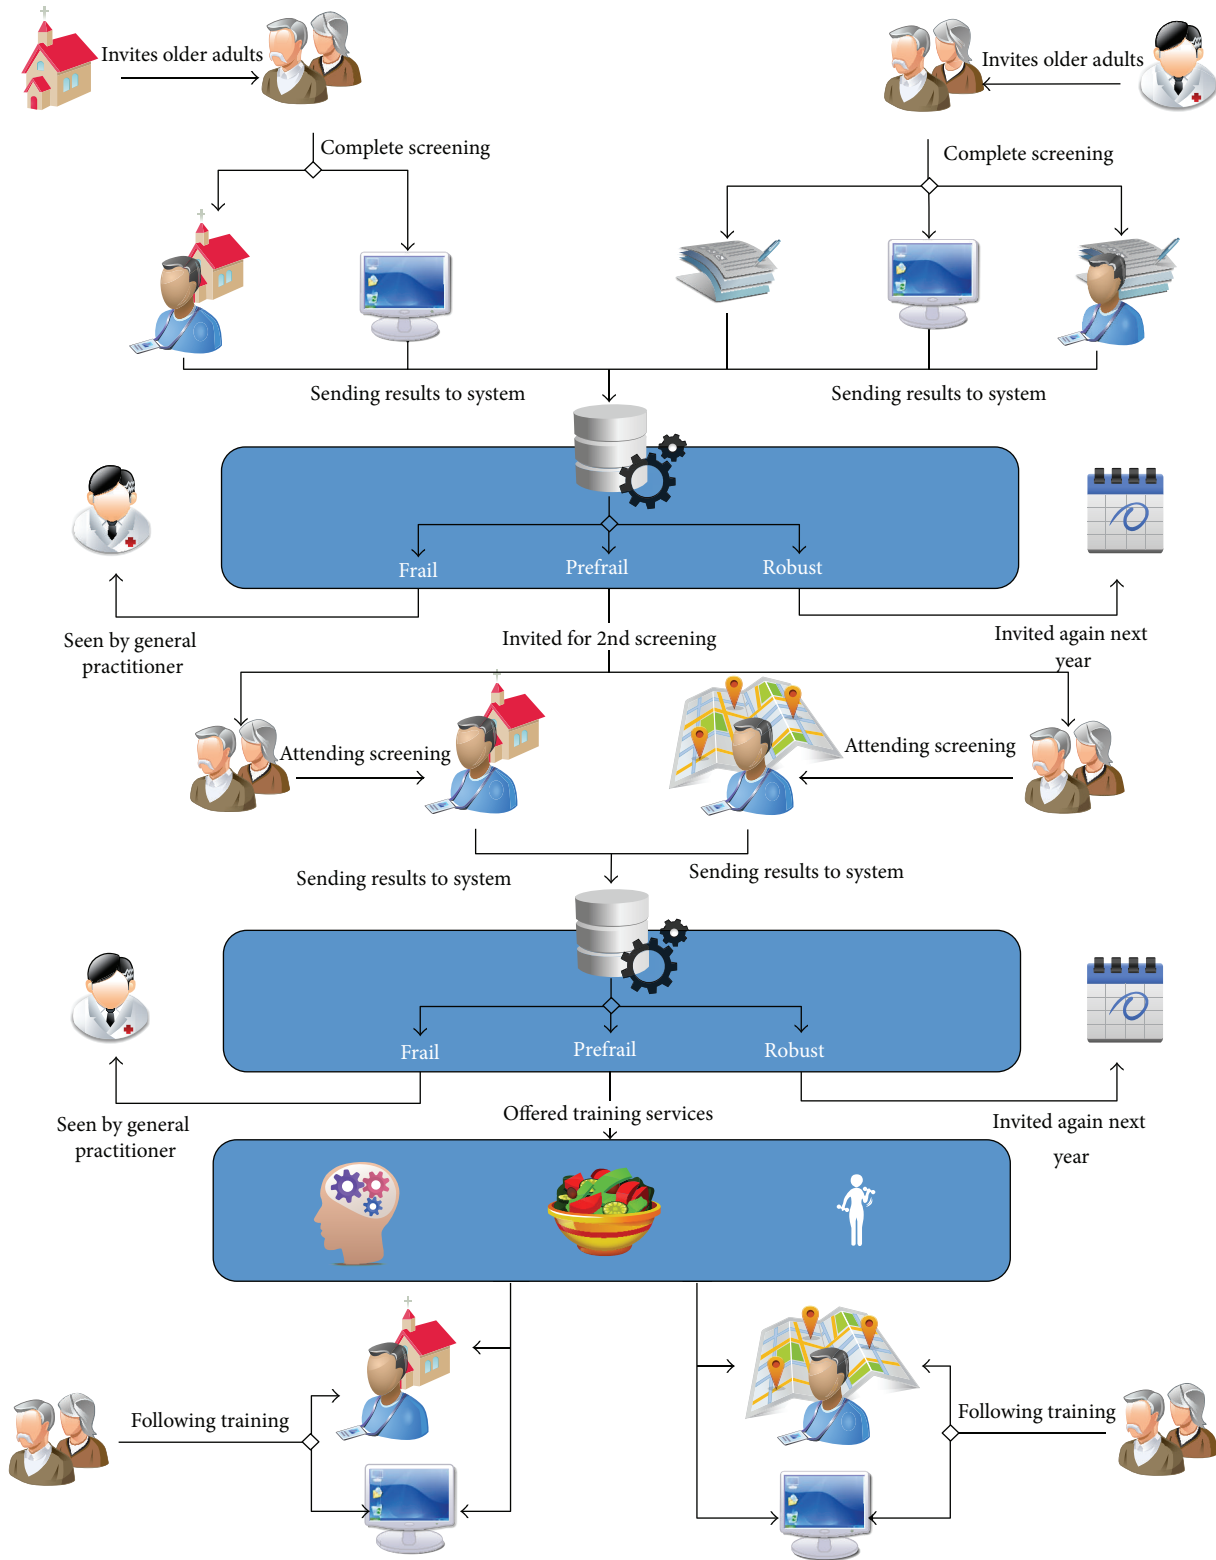 Invites older adults
Invites older adults
Complete screening
Complete screening
Sending results to system
Sending results to system
Frail
Prefrail
Robust
Seen by general
practitioner
Invited for 2nd screening
Invited again next
year
Attending screening
Attending screening
Sending results to system
Sending results to system
Frail
Prefrail
Robust
Seen by general
practitioner
Offered training services
Invited again next
year
Following training
Following training